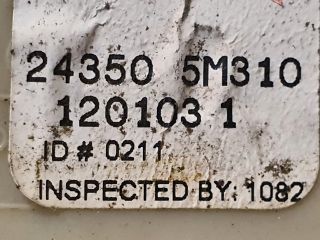 24350 5M310
120103 1
ID # 0211
INSPECTED BY: 1082